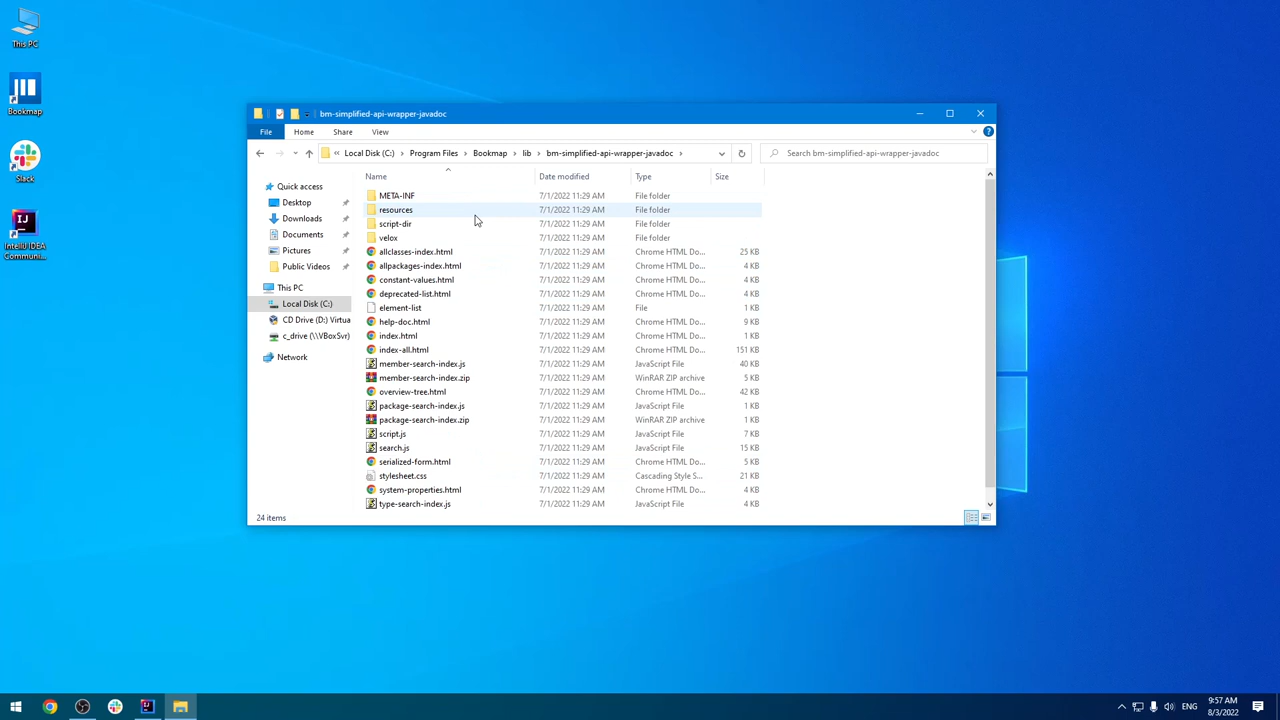 This PC
Bookmap
Slack
IntelliJ IDEA
Communi...
bm-simplified-api-wrapper-javadoc
File
Home
Share
View
Local Disk (C:)
Program Files
Bookmap
lib
bm-simplified-api-wrapper-javadoc
Search bm-simplified-api-wrapper-javadoc
Quick access
Desktop
Downloads
Documents
Pictures
Public Videos
This PC
Local Disk (C:)
CD Drive (D:) Virtua
c_drive (\\VBoxSvr)
Network
Name Date modified Type Size
META-INF 7/1/2022 11:29 AM File folder
resources 7/1/2022 11:29 AM File folder
script-dir 7/1/2022 11:29 AM File folder
velox 7/1/2022 11:29 AM File folder
allclasses-index.html 7/1/2022 11:29 AM Chrome HTML Do... 25 KB
allpackages-index.html 7/1/2022 11:29 AM Chrome HTML Do... 4 KB
constant-values.html 7/1/2022 11:29 AM Chrome HTML Do... 4 KB
deprecated-list.html 7/1/2022 11:29 AM Chrome HTML Do... 4 KB
element-list 7/1/2022 11:29 AM File 1 KB
help-doc.html 7/1/2022 11:29 AM Chrome HTML Do... 9 KB
index.html 7/1/2022 11:29 AM Chrome HTML Do... 1 KB
index-all.html 7/1/2022 11:29 AM Chrome HTML Do... 151 KB
member-search-index.js 7/1/2022 11:29 AM JavaScript File 40 KB
member-search-index.zip 7/1/2022 11:29 AM WinRAR ZIP archive 5 KB
overview-tree.html 7/1/2022 11:29 AM Chrome HTML Do... 42 KB
package-search-index.js 7/1/2022 11:29 AM JavaScript File 1 KB
package-search-index.zip 7/1/2022 11:29 AM WinRAR ZIP archive 1 KB
script.js 7/1/2022 11:29 AM JavaScript File 7 KB
search.js 7/1/2022 11:29 AM JavaScript File 15 KB
serialized-form.html 7/1/2022 11:29 AM Chrome HTML Do... 5 KB
stylesheet.css 7/1/2022 11:29 AM Cascading Style S... 21 KB
system-properties.html 7/1/2022 11:29 AM Chrome HTML Do... 4 KB
type-search-index.js 7/1/2022 11:29 AM JavaScript File 4 KB
24 items
ENG
9:57 AM
8/3/2022